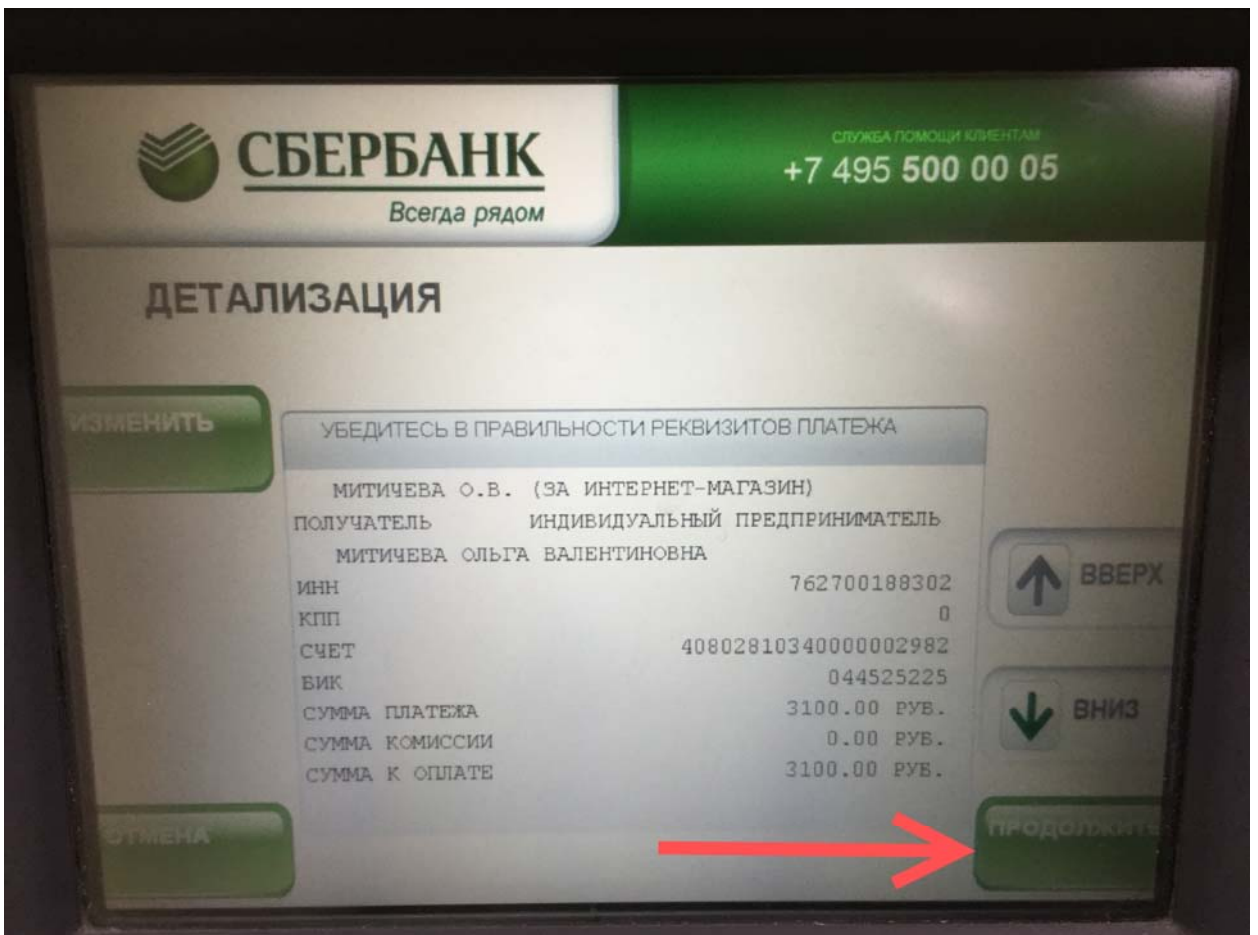 СБЕРБАНК
Всегда рядом
СЛУЖБА ПОМОЩИ КЛИЕНТАМ
+7 495 500 00 05
ДЕТАЛИЗАЦИЯ
ИЗМЕНИТЬ
УБЕДИТЕСЬ В ПРАВИЛЬНОСТИ РЕКВИЗИТОВ ПЛАТЕЖА
МИТИЧЕВА О.В. (ЗА ИНТЕРНЕТ-МАГАЗИН)
ПОЛУЧАТЕЛЬ ИНДИВИДУАЛЬНЫЙ ПРЕДПРИНИМАТЕЛЬ
МИТИЧЕВА ОЛЬГА ВАЛЕНТИНОВНА
ИНН 762700188302
КПП 0
СЧЕТ 40802810340000002982
БИК 044525225
СУММА ПЛАТЕЖА 3100.00 РУБ.
СУММА КОМИССИИ 0.00 РУБ.
СУММА К ОПЛАТЕ 3100.00 РУБ.
ВВЕРХ
ВНИЗ
ОТМЕНА
ПРОДОЛЖИТЬ